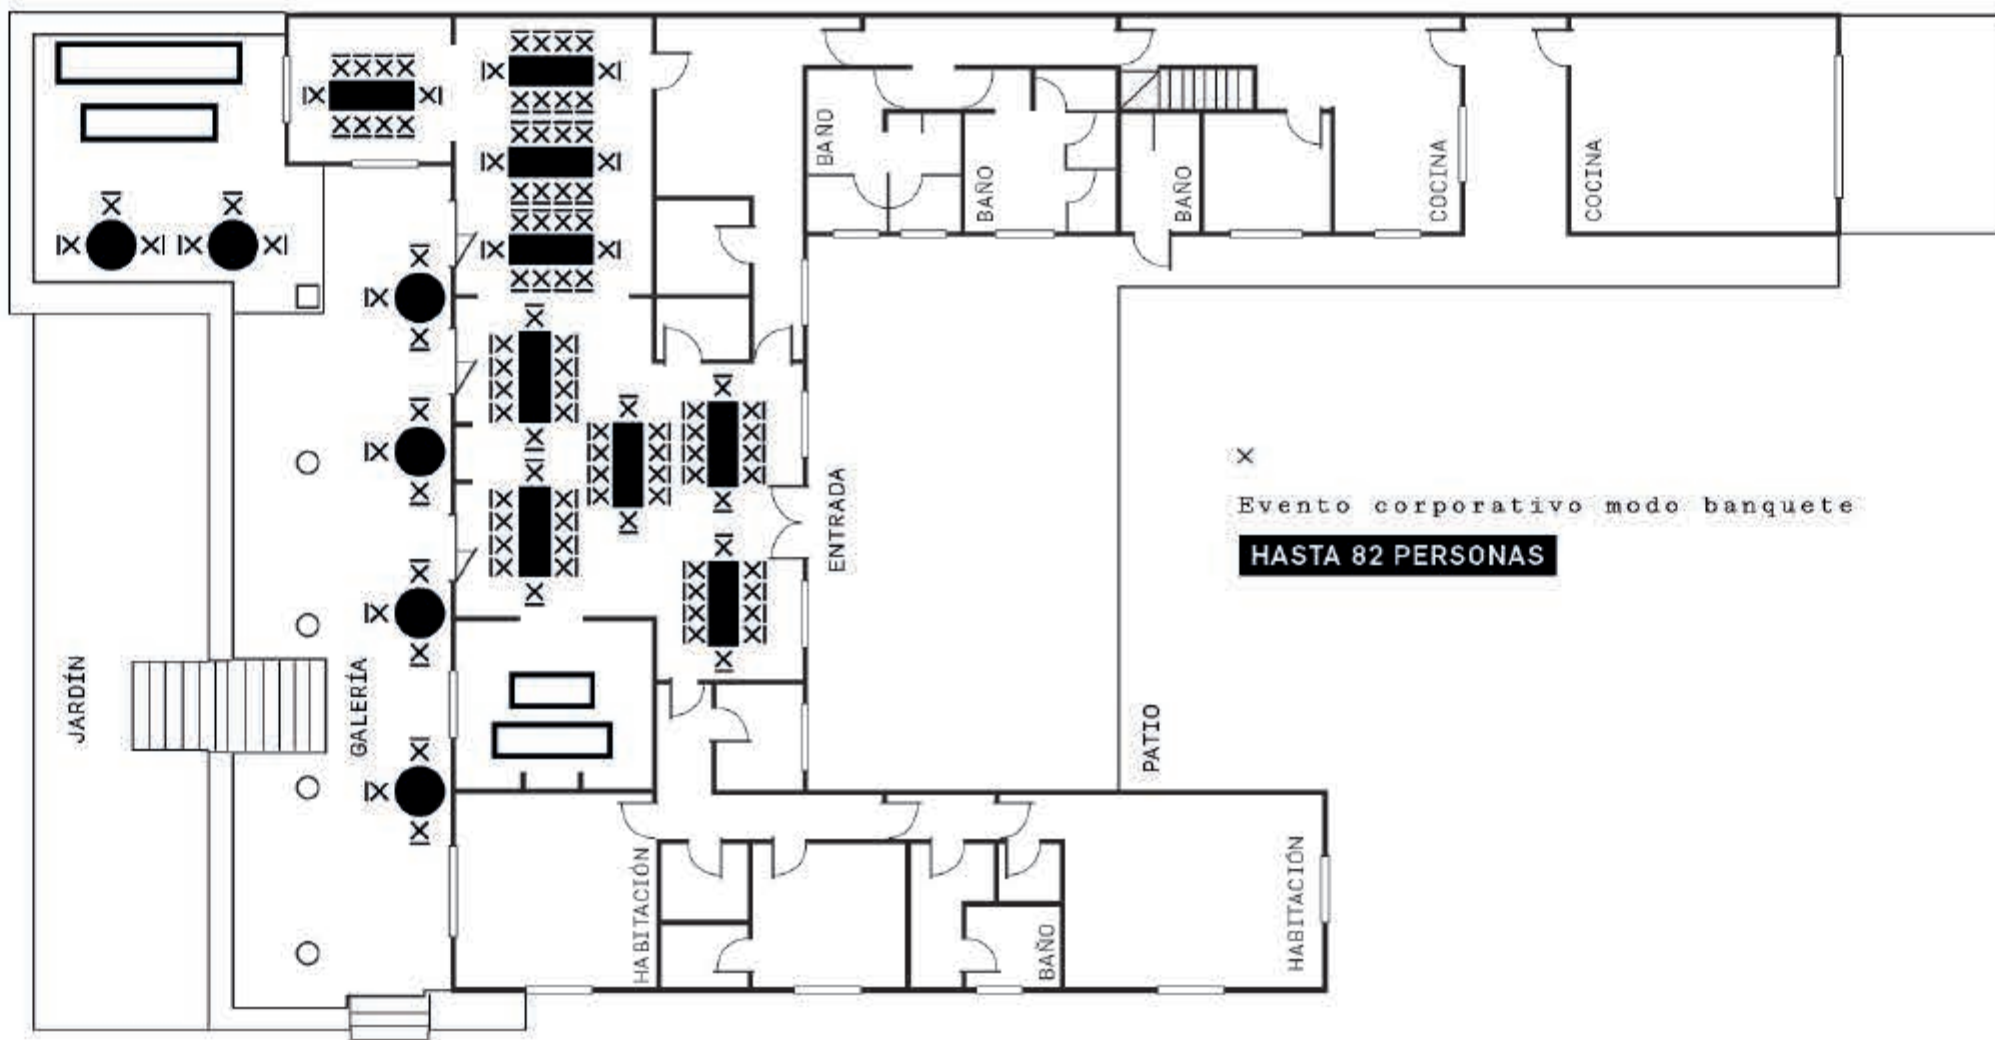 BAÑO
BAÑO
BAÑO
COCINA
COCINA
ENTRADA
Evento corporativo modo banquete
HASTA 82 PERSONAS
JARDÍN
GALERÍA
PATIO
HABITACIÓN
BAÑO
HABITACIÓN